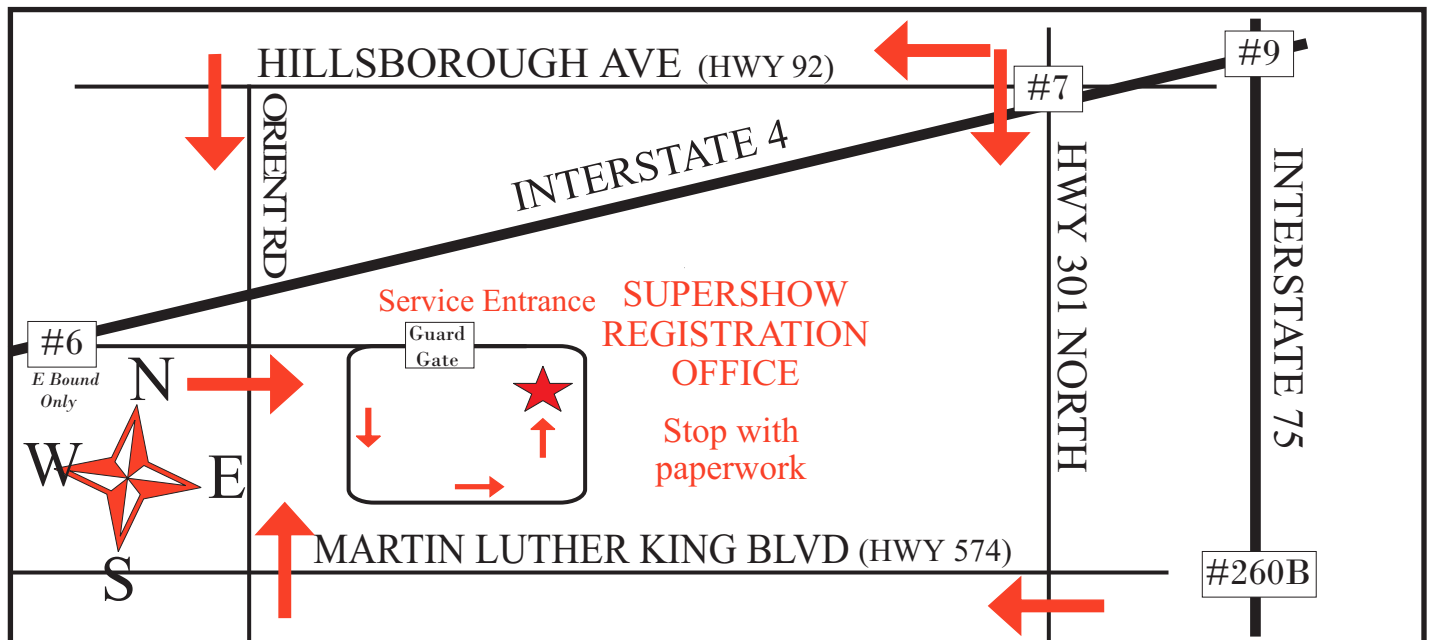 HILLSBOROUGH AVE (HWY 92)
#9
#7
ORIENT RD
INTERSTATE 4
HWY 301 NORTH
INTERSTATE 75
Service Entrance
SUPERSHOW
REGISTRATION
OFFICE
Guard
Gate
#6
E Bound
Only
N
W
E
S
Stop with
paperwork
MARTIN LUTHER KING BLVD (HWY 574)
#260B